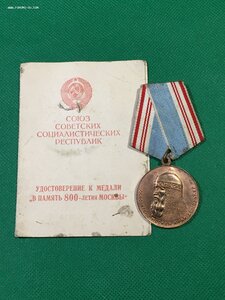 СОЮЗ
СОВЕТСКИХ
СОЦИАЛИСТИЧЕСКИХ
РЕСПУБЛИК
УДОСТОВЕРЕНИЕ К МЕДАЛИ
„В ПАМЯТЬ 800-летия МОСКВЫ"